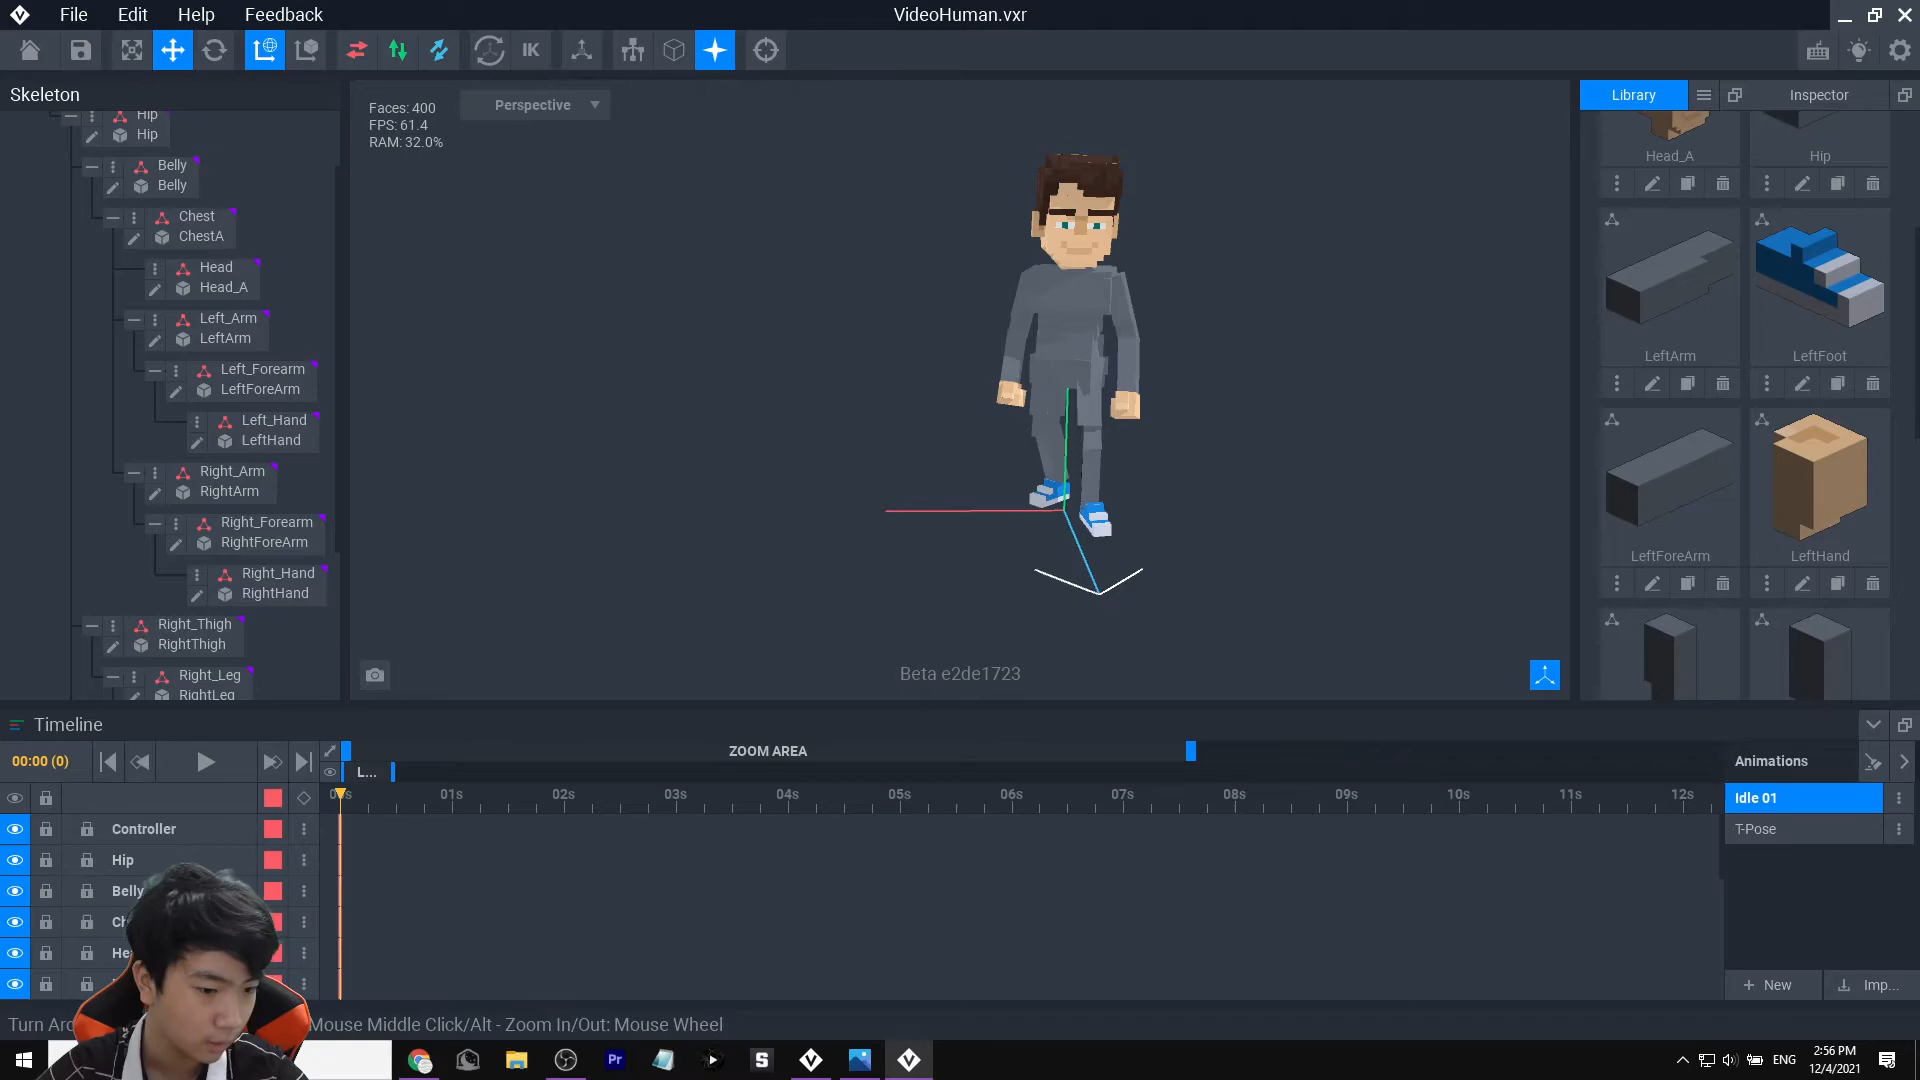 File Edit Help Feedback
VideoHuman.vxr
IK
Skeleton
Hip
Hip
Belly
Belly
Chest
ChestA
Head
Head_A
Left_Arm
LeftArm
Left_Forearm
LeftForeArm
Left_Hand
LeftHand
Right_Arm
RightArm
Right_Forearm
RightForeArm
Right_Hand
RightHand
Right_Thigh
RightThigh
Right_Leg
RightLeg
Faces: 400
FPS: 61.4
RAM: 32.0%
Perspective
Beta e2de1723
Library
Inspector
Head_A
Hip
LeftArm
LeftFoot
LeftForeArm
LeftHand
Timeline
00:00 (0)
ZOOM AREA
L...
01s 02s 03s 04s 05s 06s 07s 08s 09s 10s 11s 12s
Controller
Hip
Belly
Animations
Idle 01
T-Pose
New
Imp...
Mouse Middle Click/Alt - Zoom In/Out: Mouse Wheel
Pr
S
ENG
2:56 PM
12/4/2021